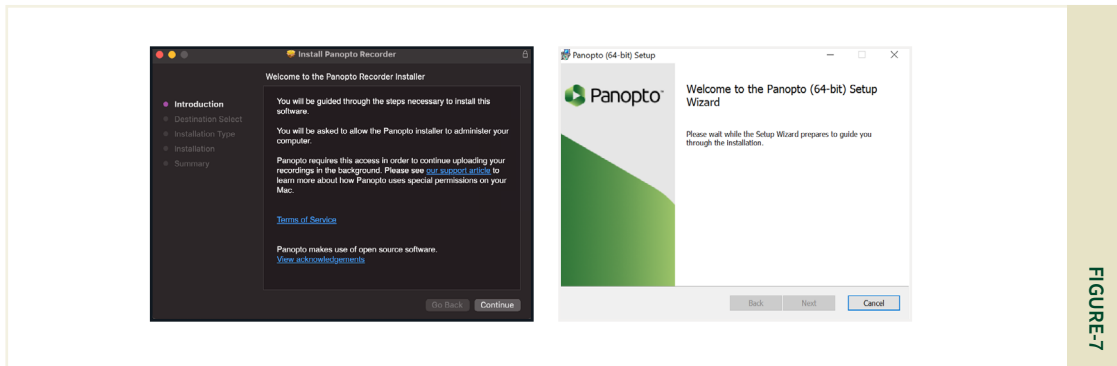 Install Panopto Recorder
Welcome to the Panopto Recorder Installer
Introduction
Destination Select
Installation Type
Installation
Summary
You will be guided through the steps necessary to install this
software.
You will be asked to allow the Panopto installer to administer your
computer.
Panopto requires this access in order to continue uploading your
recordings in the background. Please see our support article to
learn more about how Panopto uses special permissions on your
Mac.
Terms of Service
Panopto makes use of open source software.
View acknowledgements
Go Back
Continue
Panopto (64-bit) Setup
Panopto™
Welcome to the Panopto (64-bit) Setup
Wizard
Please wait while the Setup Wizard prepares to guide you
through the installation.
Back
Next
Cancel
FIGURE-7